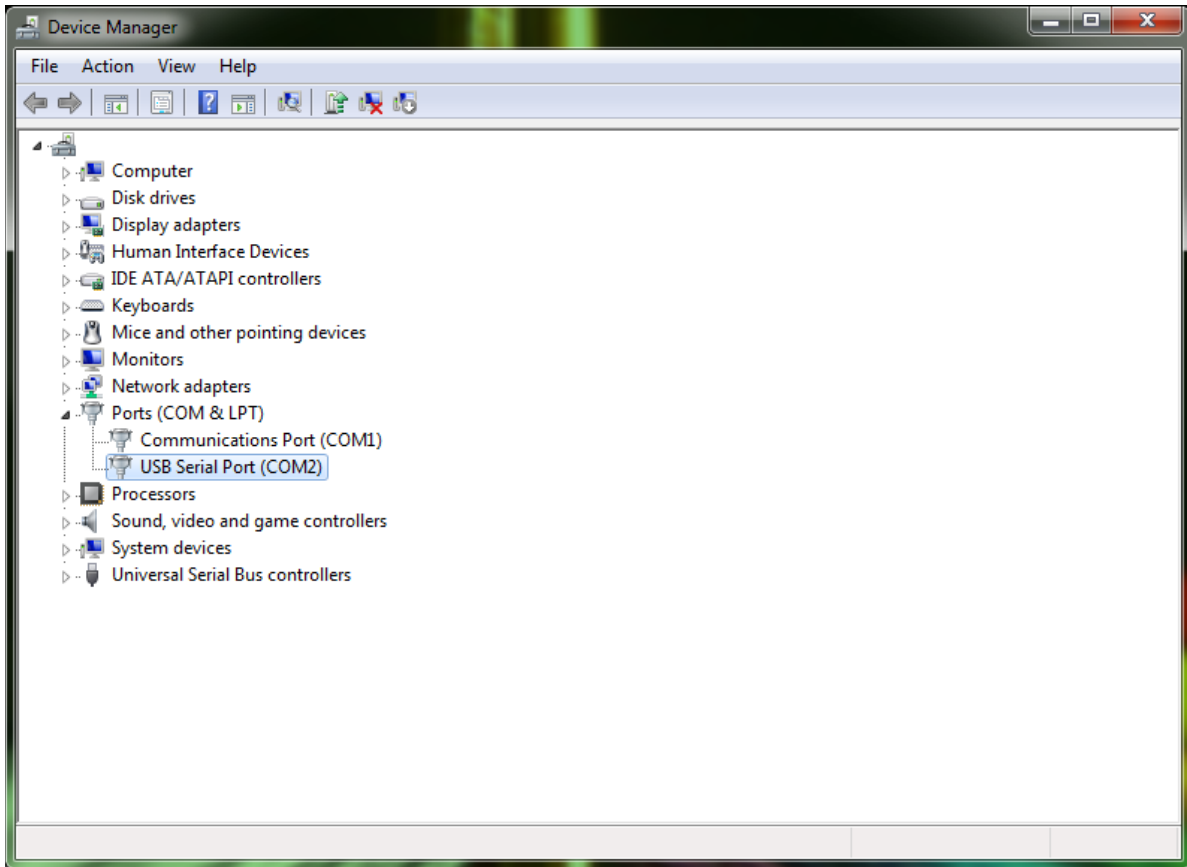 Device Manager
File Action View Help
Computer
Disk drives
Display adapters
Human Interface Devices
IDE ATA/ATAPI controllers
Keyboards
Mice and other pointing devices
Monitors
Network adapters
Ports (COM & LPT)
Communications Port (COM1)
USB Serial Port (COM2)
Processors
Sound, video and game controllers
System devices
Universal Serial Bus controllers